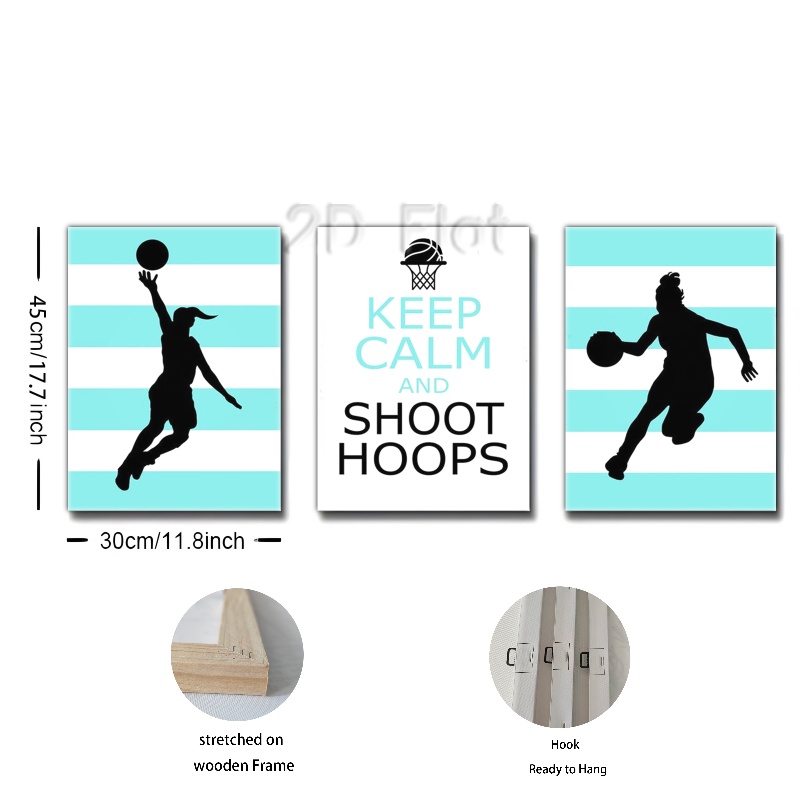 2D Flat
KEEP
CALM
AND
SHOOT
HOOPS
45cm/17.7inch
30cm/11.8inch
stretched on
wooden Frame
Hook
Ready to Hang